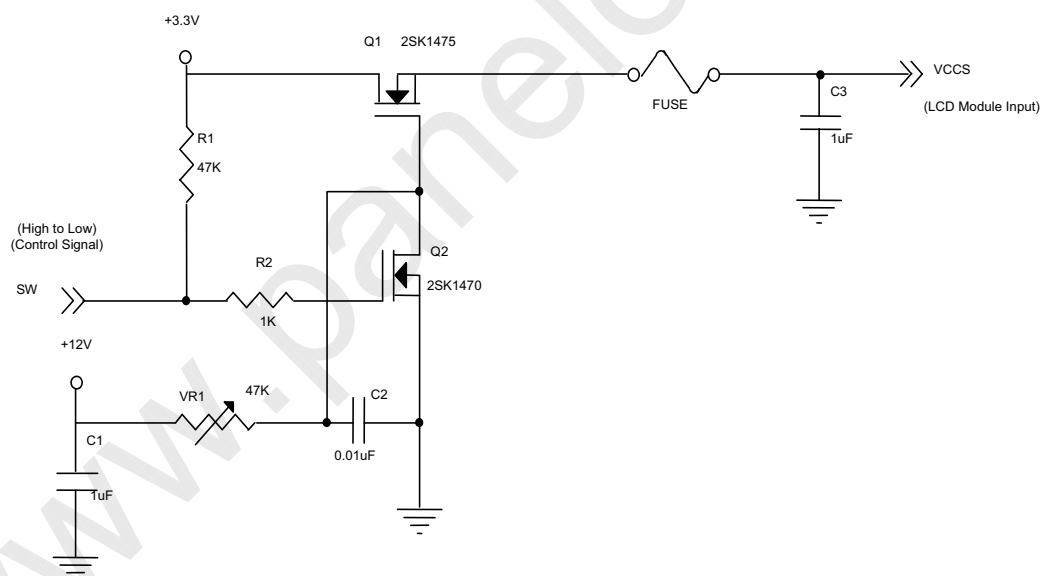 +3.3V
Q1 2SK1475
VCCS
FUSE
C3
(LCD Module Input)
1uF
R1
47K
(High to Low)
(Control Signal)
Q2
R2
2SK1470
SW
1K
+12V
47K
VR1
C2
C1
0.01uF
1uF
www.panel